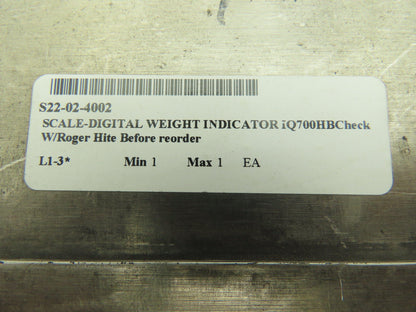 S22-02-4002
SCALE-DIGITAL WEIGHT INDICATOR iQ700HBCheck
W/Roger Hite Before reorder
L1-3* Min 1 Max 1 EA